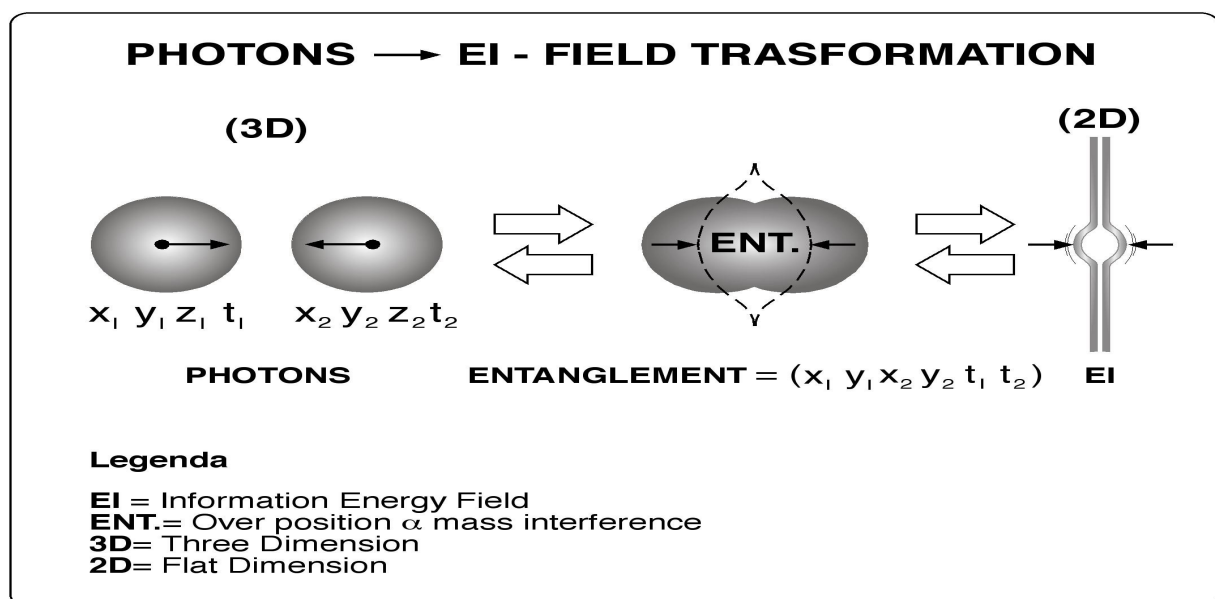 PHOTONS → EI - FIELD TRASFORMATION
(3D)
(2D)
ENT.
x₁ y₁ z₁ t₁
x₂ y₂ z₂ t₂
PHOTONS
ENTANGLEMENT = (x₁ y₁ x₂ y₂ t₁ t₂)
EI
Legenda
EI = Information Energy Field
ENT.= Over position α mass interference
3D= Three Dimension
2D= Flat Dimension